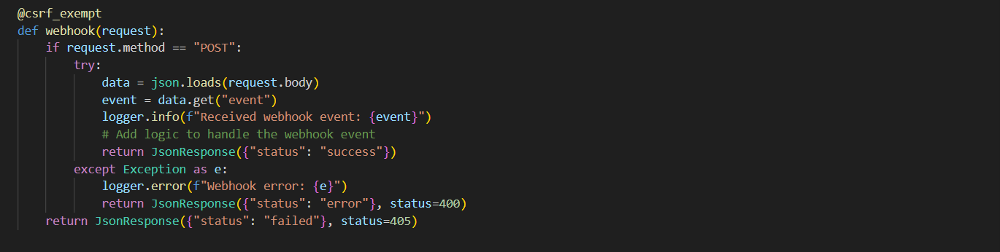 @csrf_exempt
def webhook(request):
    if request.method == "POST":
        try:
            data = json.loads(request.body)
            event = data.get("event")
            logger.info(f"Received webhook event: {event}")
            # Add logic to handle the webhook event
            return JsonResponse({"status": "success"})
        except Exception as e:
            logger.error(f"Webhook error: {e}")
            return JsonResponse({"status": "error"}, status=400)
    return JsonResponse({"status": "failed"}, status=405)